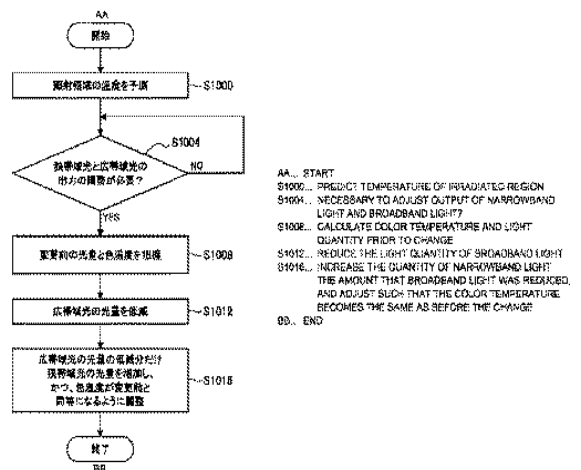 AA
開始
照射領域の温度を予測
S1000
S1004
狭帯域光と広帯域光の
出力の調整が必要?
NO
YES
変更前の光量と色温度を
S1008
広帯域光の光量を低減
S1012
広帯域光の光量の低減分だけ
狭帯域光の光量を増加し、
かつ、色温度が変更前と
同等になるように調整
S1016
終了
BB
AA... START
S1000... PREDICT TEMPERATURE OF IRRADIATED REGION
S1004... NECESSARY TO ADJUST OUTPUT OF NARROWBAND
LIGHT AND BROADBAND LIGHT?
S1008... CALCULATE COLOR TEMPERATURE AND LIGHT
QUANTITY PRIOR TO CHANGE
S1012... REDUCE THE LIGHT QUANTITY OF BROADBAND LIGHT
S1016... INCREASE THE QUANTITY OF NARROWBAND LIGHT
THE AMOUNT THAT BROADBAND LIGHT WAS REDUCED,
AND ADJUST SUCH THAT THE COLOR TEMPERATURE
BECOMES THE SAME AS BEFORE THE CHANGE
BB... END